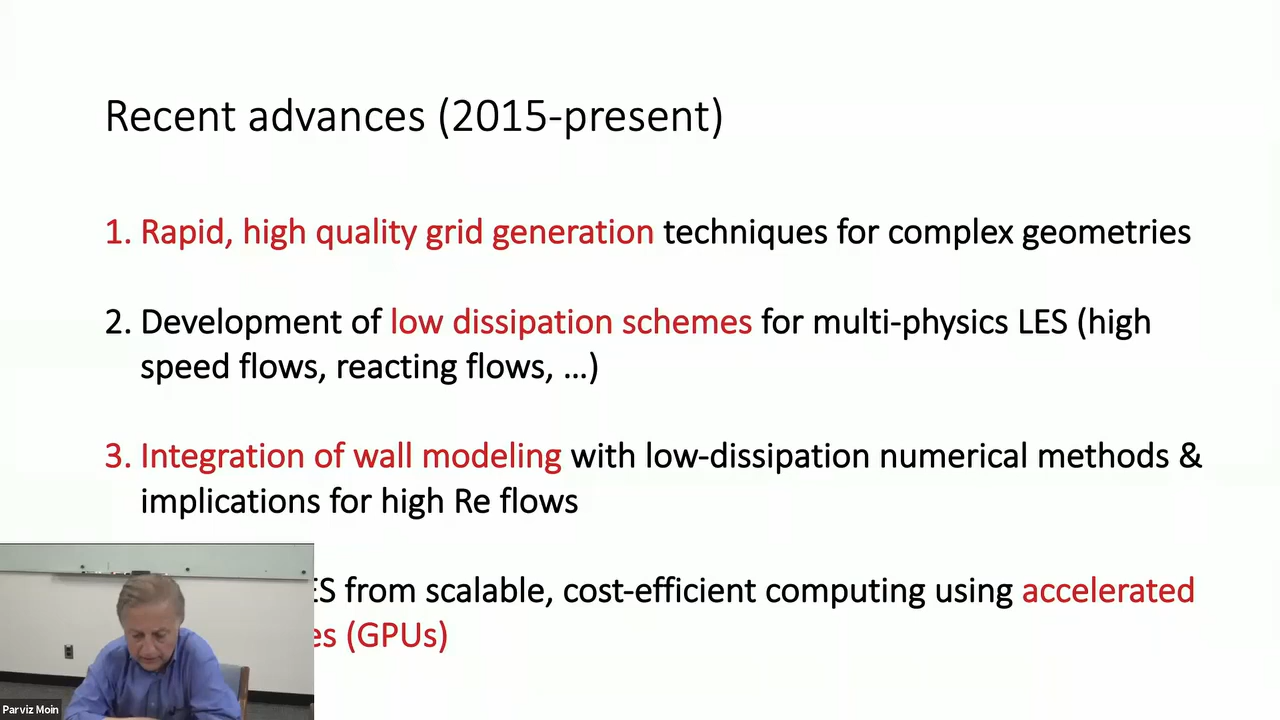 Recent advances (2015-present)
1. Rapid, high quality grid generation techniques for complex geometries
2. Development of low dissipation schemes for multi-physics LES (high
speed flows, reacting flows, ...)
3. Integration of wall modeling with low-dissipation numerical methods &
implications for high Re flows
ES from scalable, cost-efficient computing using accelerated
es (GPUs)
Parviz Moin